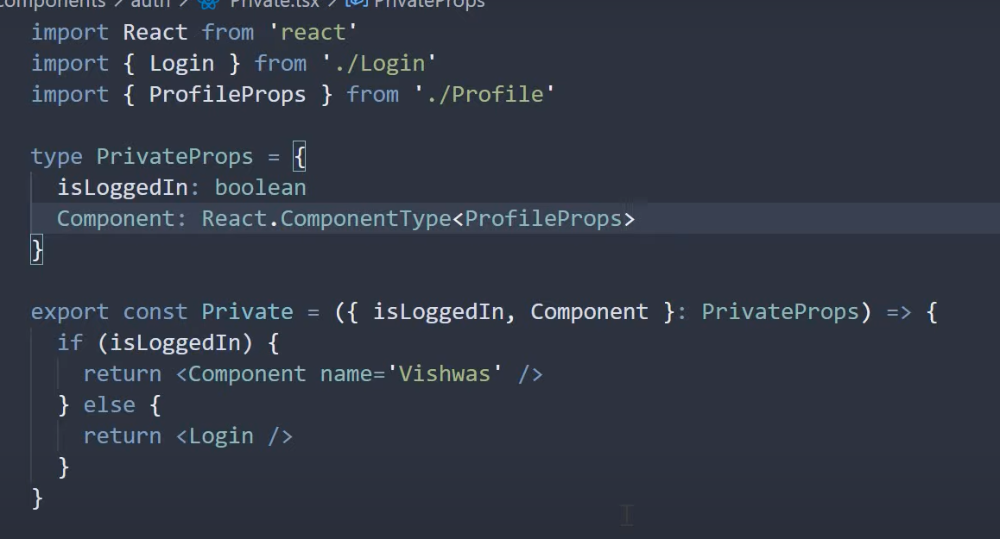 components > auth > Private.tsx > PrivateProps
import React from 'react'
import { Login } from './Login'
import { ProfileProps } from './Profile'
type PrivateProps = {
isLoggedIn: boolean
Component: React.ComponentType<ProfileProps>
}
export const Private = ({ isLoggedIn, Component }: PrivateProps) => {
if (isLoggedIn) {
return <Component name='Vishwas' />
} else {
return <Login />
}
}